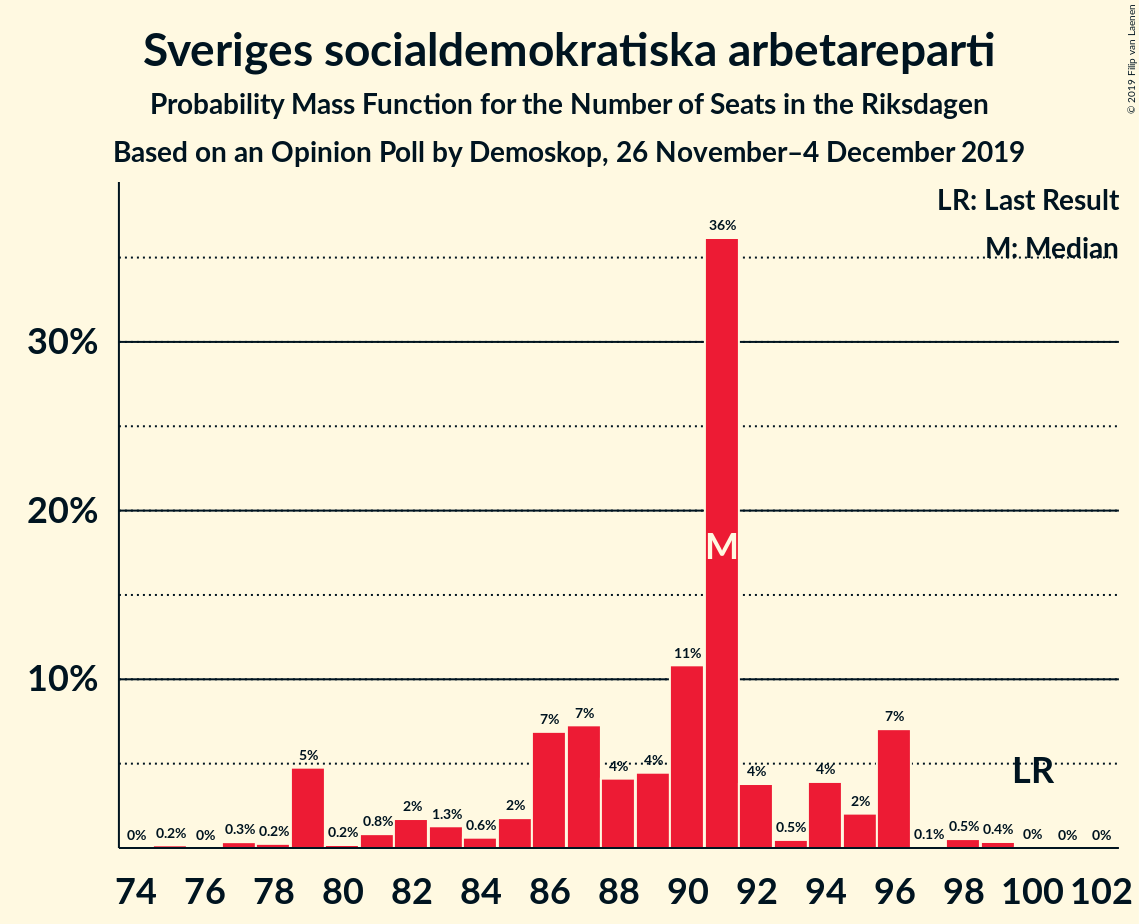 Sveriges socialdemokratiska arbetareparti
Probability Mass Function for the Number of Seats in the Riksdagen
Based on an Opinion Poll by Demoskop, 26 November–4 December 2019
© 2019 Filip van Laenen
LR: Last Result
M: Median
30%
20%
10%
0% 0.2% 0% 0.3% 0.2% 5% 0.2% 0.8% 2% 1.3% 0.6% 2% 7% 7% 4% 4% 11% 36% 4% 0.5% 4% 2% 7% 0.1% 0.5% 0.4% 0% 0% 0%
M
LR
74 76 78 80 82 84 86 88 90 92 94 96 98 100 102